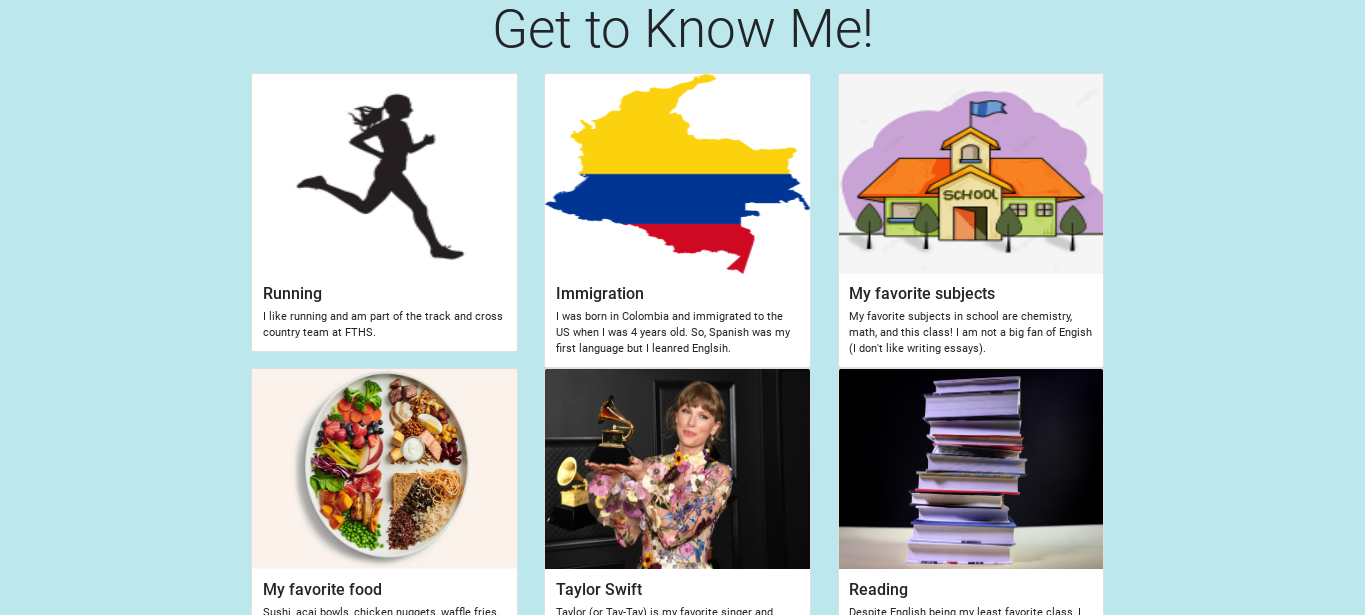 Get to Know Me!
SCHOOL
Running
I like running and am part of the track and cross
country team at FTHS.
Immigration
I was born in Colombia and immigrated to the
US when I was 4 years old. So, Spanish was my
first language but I leanred Englsih.
My favorite subjects
My favorite subjects in school are chemistry,
math, and this class! I am not a big fan of Engish
(I don't like writing essays).
My favorite food
Sushi, acai bowls, chicken nuggets, waffle fries,
Taylor Swift
Taylor (or Tay-Tay) is my favorite singer and
Reading
Despite English being my least favorite class, I